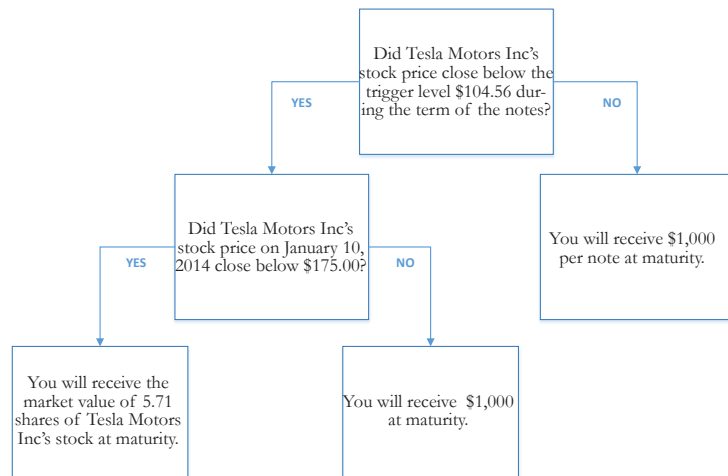 Did Tesla Motors Inc's
stock price close below the
trigger level $104.56 dur-
ing the term of the notes?
YES
NO
Did Tesla Motors Inc's
stock price on January 10,
2014 close below $175.00?
You will receive $1,000
per note at maturity.
YES
NO
You will receive the
market value of 5.71
shares of Tesla Motors
Inc's stock at maturity.
You will receive $1,000
at maturity.